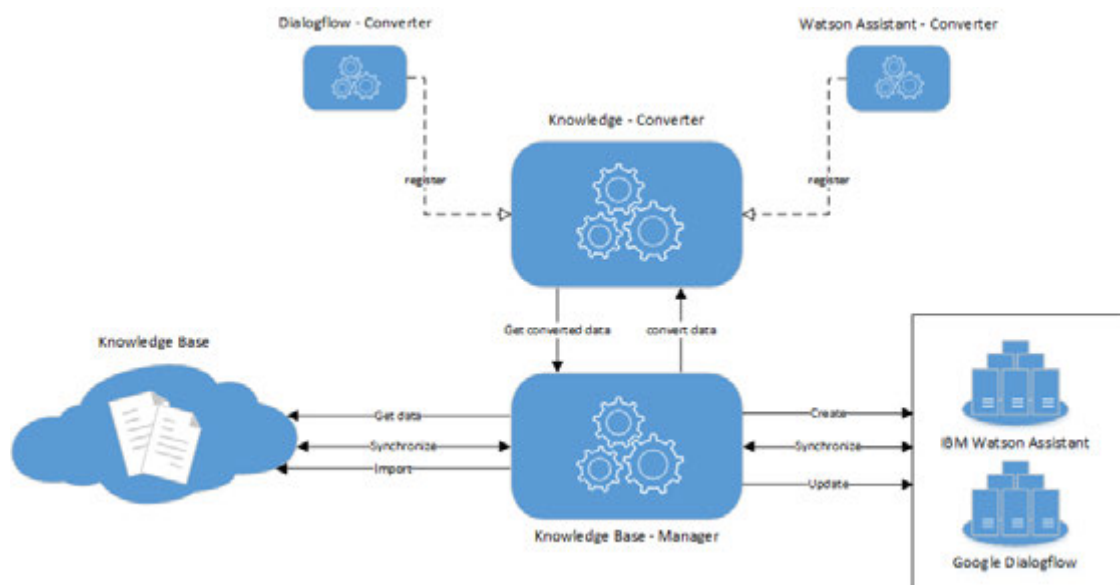 Dialogflow - Converter
Watson Assistant - Converter
Knowledge - Converter
register
register
Get converted data
convert data
Knowledge Base
Get data
Synchronize
Import
Create
Synchronize
Update
IBM Watson Assistant
Google Dialogflow
Knowledge Base - Manager